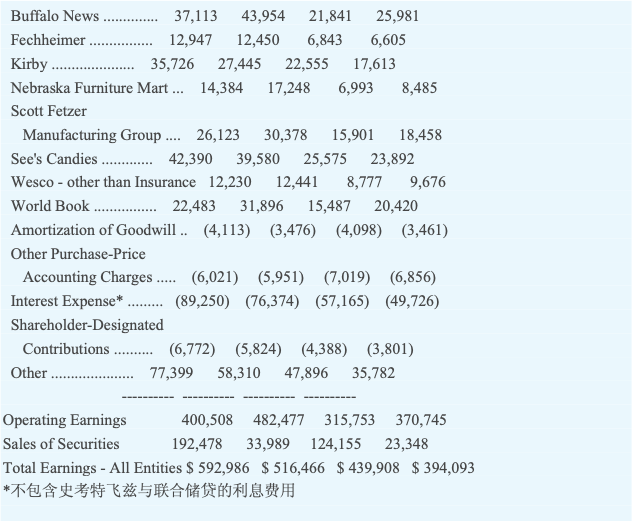 Buffalo News .............. 37,113 43,954 21,841 25,981
Fechheimer ................ 12,947 12,450 6,843 6,605
Kirby ..................... 35,726 27,445 22,555 17,613
Nebraska Furniture Mart ... 14,384 17,248 6,993 8,485
Scott Fetzer
Manufacturing Group .... 26,123 30,378 15,901 18,458
See's Candies ............. 42,390 39,580 25,575 23,892
Wesco - other than Insurance 12,230 12,441 8,777 9,676
World Book ................ 22,483 31,896 15,487 20,420
Amortization of Goodwill .. (4,113) (3,476) (4,098) (3,461)
Other Purchase-Price
Accounting Charges ..... (6,021) (5,951) (7,019) (6,856)
Interest Expense* ......... (89,250) (76,374) (57,165) (49,726)
Shareholder-Designated
Contributions .......... (6,772) (5,824) (4,388) (3,801)
Other ..................... 77,399 58,310 47,896 35,782
---------- ---------- ---------- ----------
Operating Earnings 400,508 482,477 315,753 370,745
Sales of Securities 192,478 33,989 124,155 23,348
Total Earnings - All Entities $ 592,986 $ 516,466 $ 439,908 $ 394,093
*不包含史考特飞兹与联合储贷的利息费用